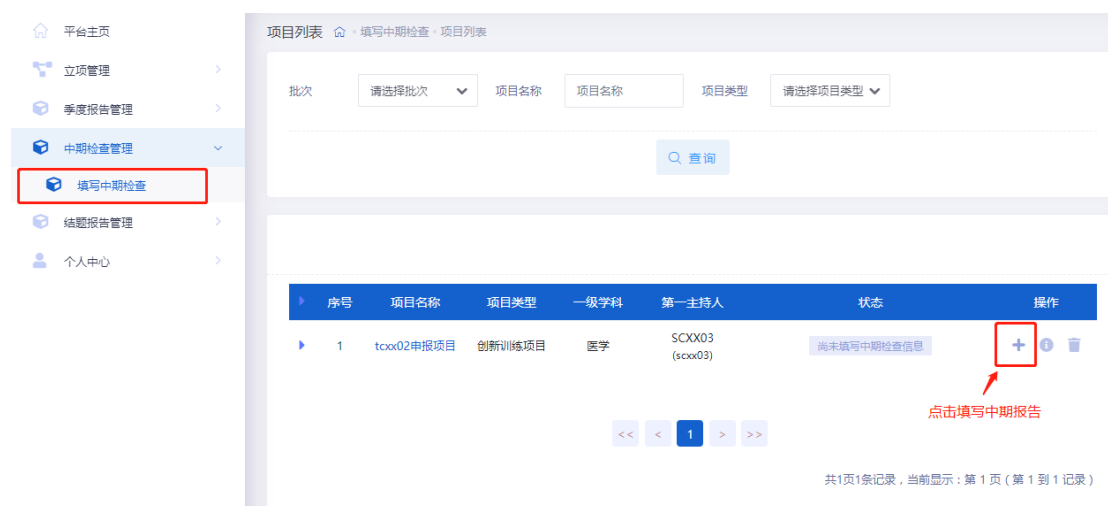 平台主页
立项管理
季度报告管理
中期检查管理
填写中期检查
结题报告管理
个人中心
项目列表 填写中期检查 项目列表
批次 请选择批次 项目名称 项目名称 项目类型 请选择项目类型
查询
序号 项目名称 项目类型 一级学科 第一主持人 状态 操作
1 tcxx02申报项目 创新训练项目 医学 SCXX03 尚未填写中期检查信息
(scxx03)
点击填写中期报告
<< < 1 > >>
共1页1条记录，当前显示：第 1 页 ( 第 1 到 1 记录 )